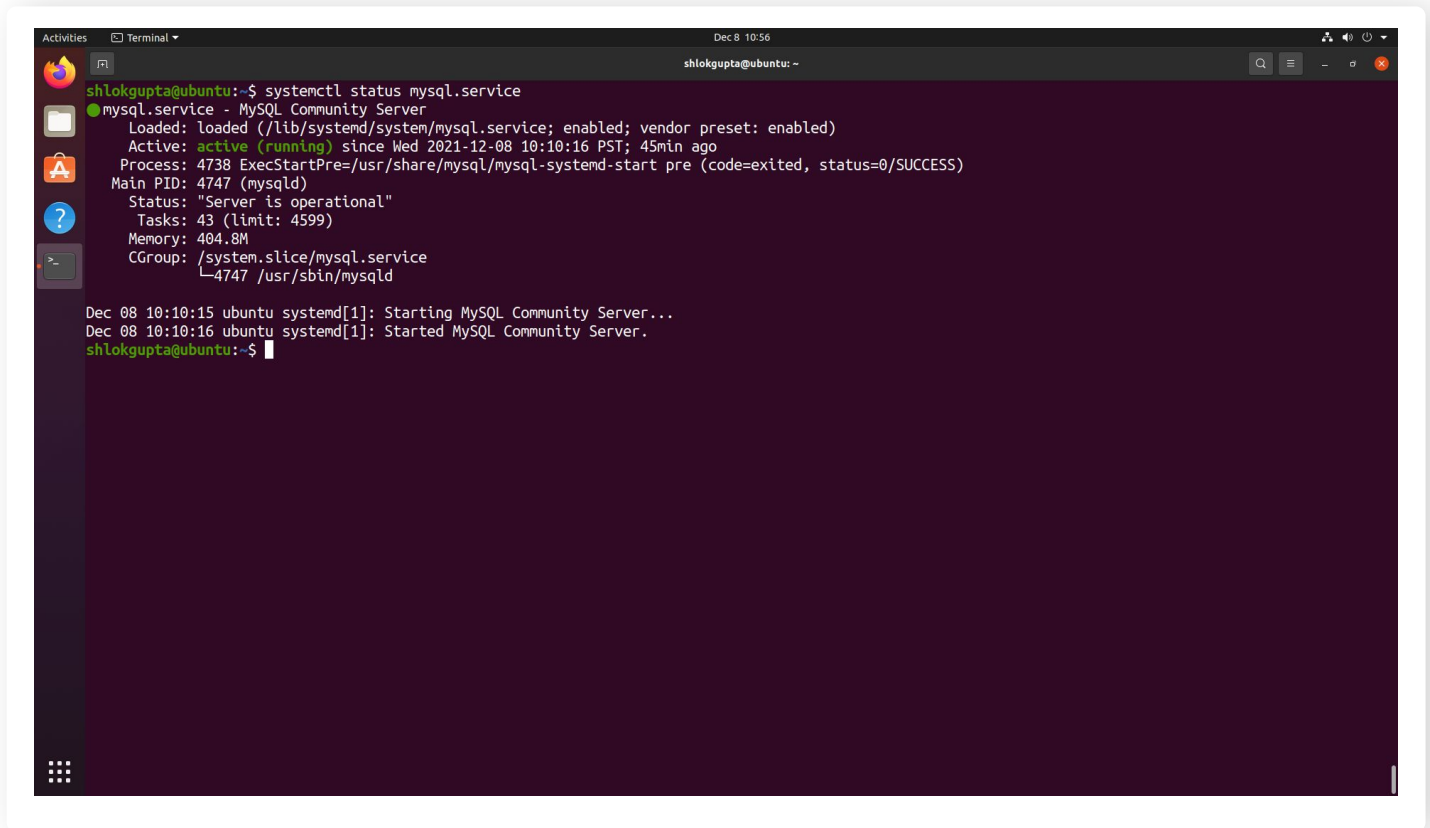 Activities Terminal Dec 8 10:56
shlokgupta@ubuntu: ~
shlokgupta@ubuntu:~$ systemctl status mysql.service
●mysql.service - MySQL Community Server
Loaded: loaded (/lib/systemd/system/mysql.service; enabled; vendor preset: enabled)
Active: active (running) since Wed 2021-12-08 10:10:16 PST; 45min ago
Process: 4738 ExecStartPre=/usr/share/mysql/mysql-systemd-start pre (code=exited, status=0/SUCCESS)
Main PID: 4747 (mysqld)
Status: "Server is operational"
Tasks: 43 (limit: 4599)
Memory: 404.8M
CGroup: /system.slice/mysql.service
└─4747 /usr/sbin/mysqld
Dec 08 10:10:15 ubuntu systemd[1]: Starting MySQL Community Server...
Dec 08 10:10:16 ubuntu systemd[1]: Started MySQL Community Server.
shlokgupta@ubuntu:~$